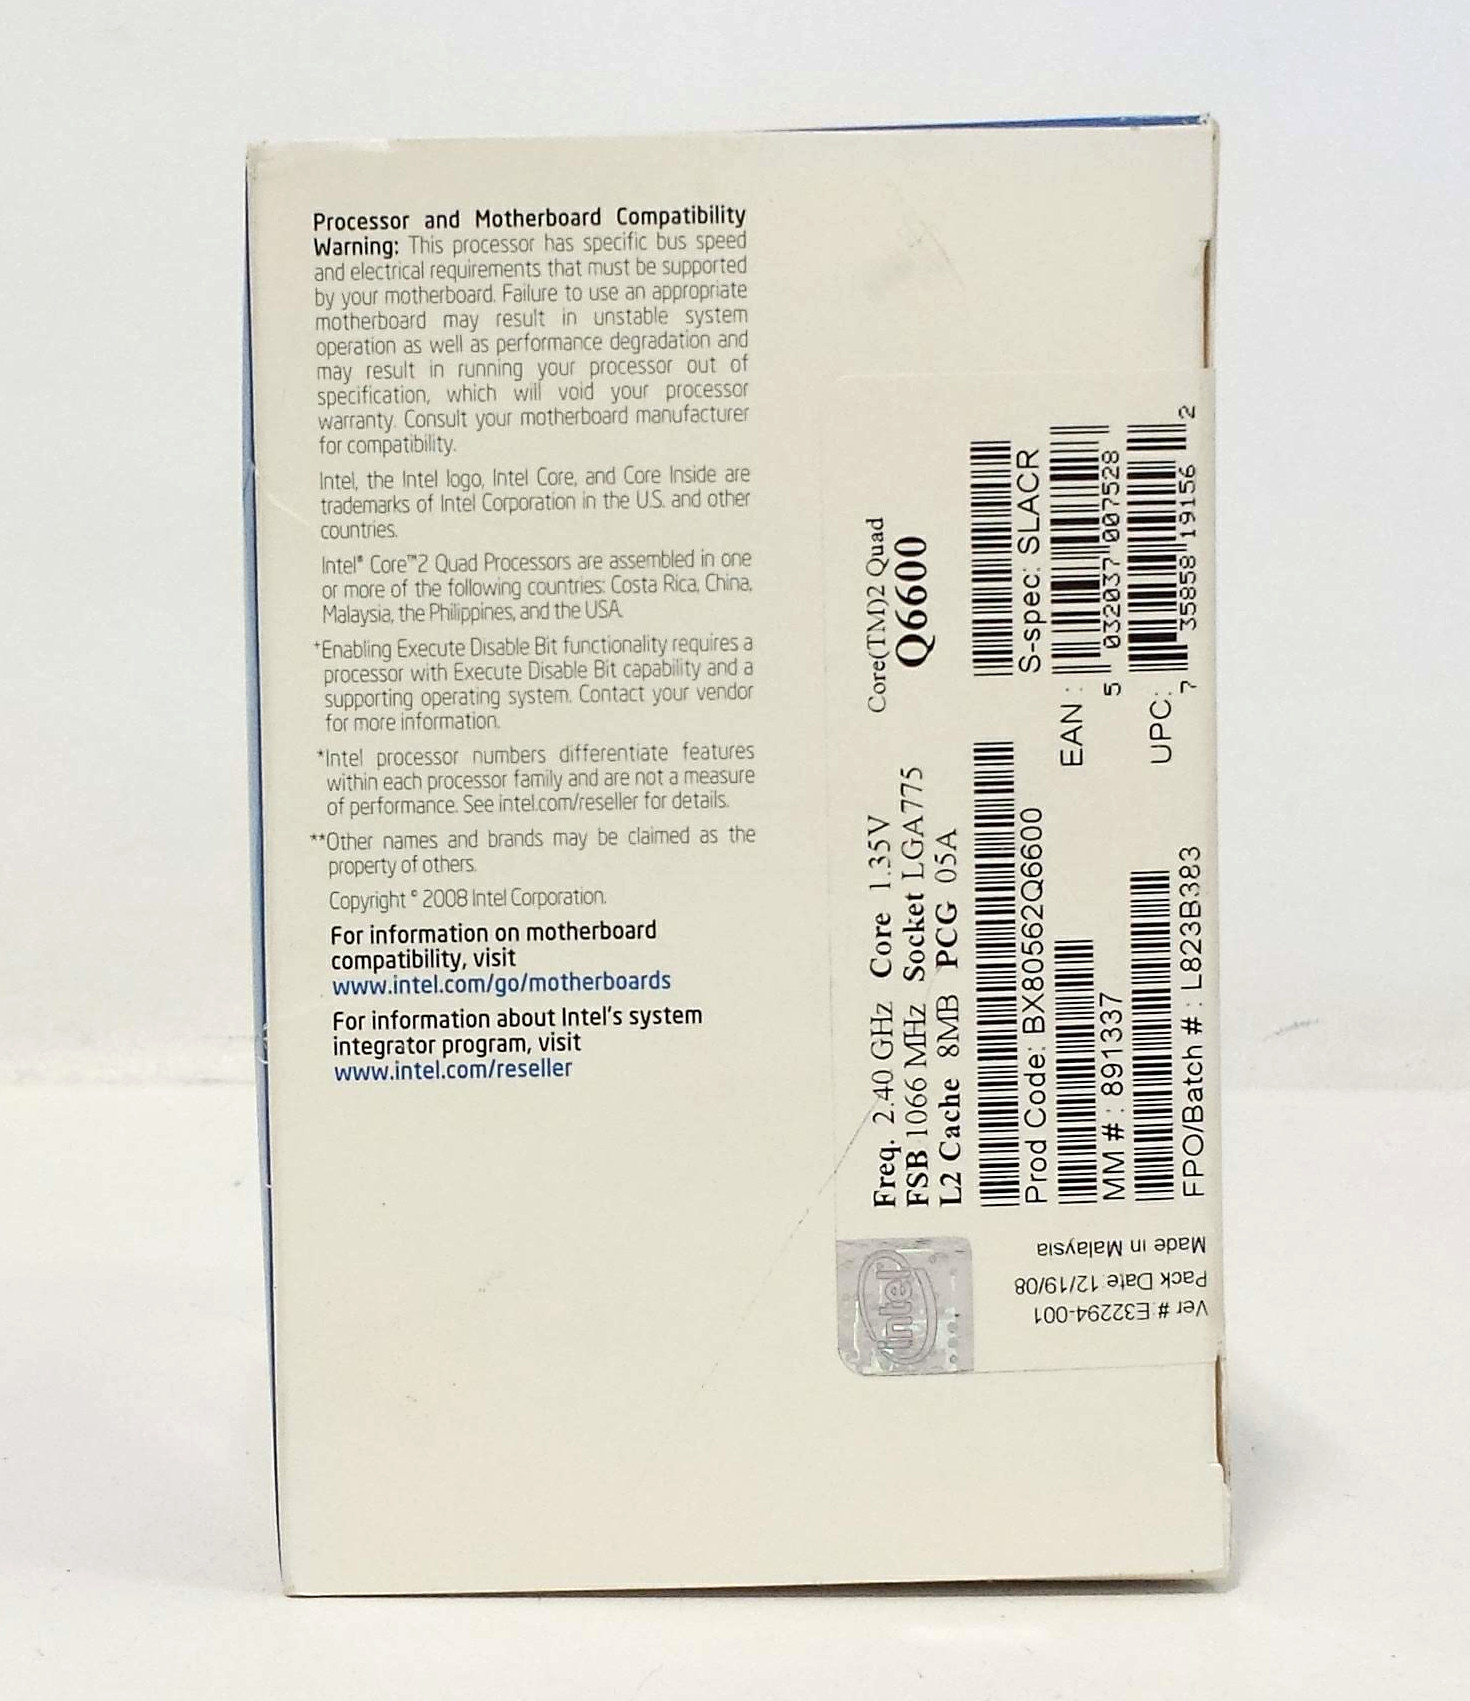 Processor and Motherboard Compatibility
Warning: This processor has specific bus speed
and electrical requirements that must be supported
by your motherboard. Failure to use an appropriate
motherboard may result in unstable system
operation as well as performance degradation and
may result in running your processor out of
specification, which will void your processor
warranty. Consult your motherboard manufacturer
for compatibility.
Intel, the Intel logo, Intel Core, and Core Inside are
trademarks of Intel Corporation in the U.S. and other
countries.
Intel® Core™2 Quad Processors are assembled in one
or more of the following countries: Costa Rica, China,
Malaysia, the Philippines, and the USA.
+Enabling Execute Disable Bit functionality requires a
processor with Execute Disable Bit capability and a
supporting operating system. Contact your vendor
for more information.
*Intel processor numbers differentiate features
within each processor family and are not a measure
of performance. See intel.com/reseller for details.
**Other names and brands may be claimed as the
property of others.
Copyright © 2008 Intel Corporation.
For information on motherboard
compatibility, visit
www.intel.com/go/motherboards
For information about Intel's system
integrator program, visit
www.intel.com/reseller
Freq. 2.40 GHz Core 1.35V Core(TM)2 Quad
FSB 1066 MHz Socket LGA775 Q6600
L2 Cache 8MB PCG 05A
Prod Code: BX80562Q6600 S-spec: SLACR
MM # : 891337 EAN : 5 032037 007528
FPO/Batch # : L823B383 UPC: 7 35858 19156 2
intel
Ver # E32294-001
Pack Date: 12/19/08
Made in Malaysia